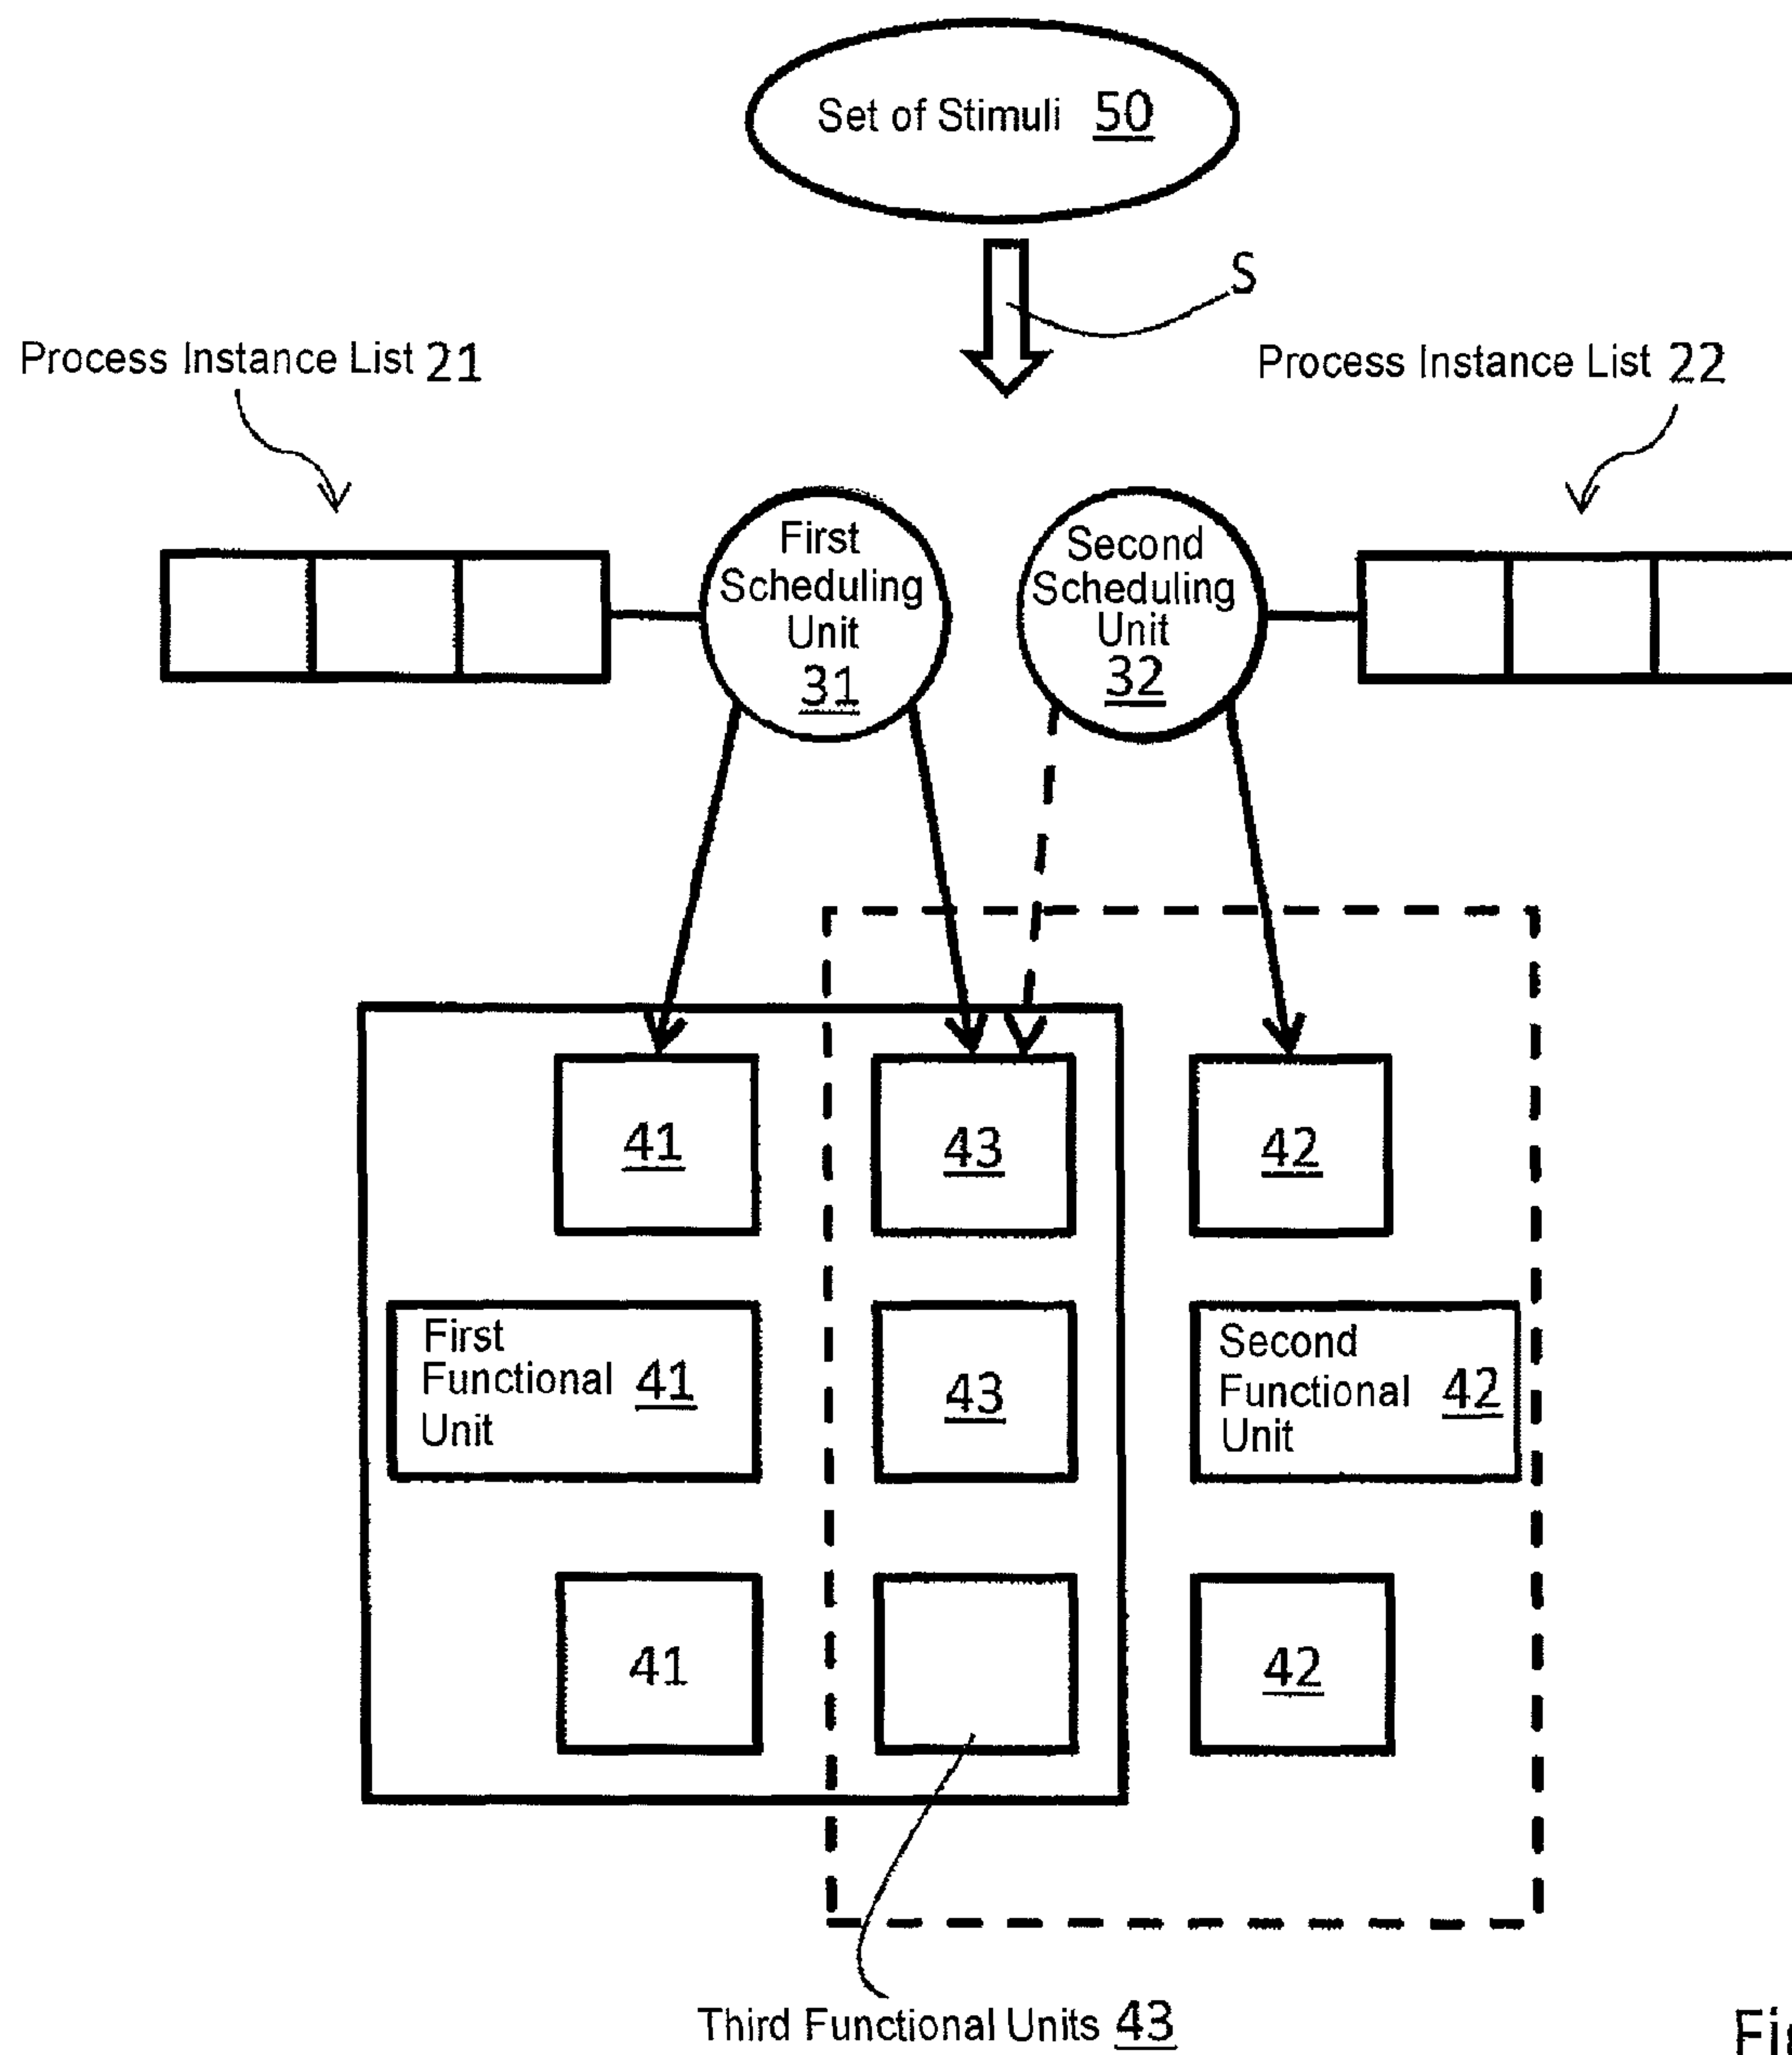 Set of Stimuli 50
S
Process Instance List 21
Process Instance List 22
First
Scheduling
Unit
31
Second
Scheduling
Unit
32
41
43
42
First
Functional 41
Unit
43
Second
Functional 42
Unit
41
42
Third Functional Units 43